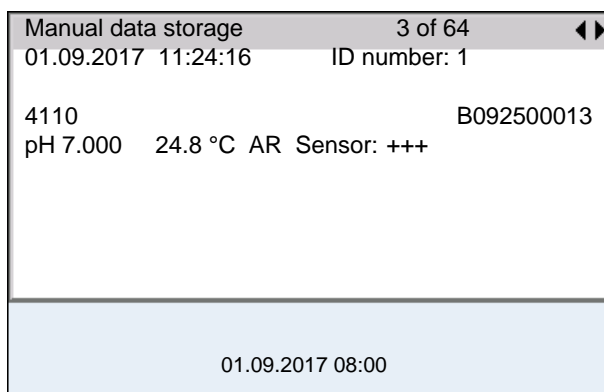 Manual data storage 3 of 64
01.09.2017 11:24:16 ID number: 1
4110 B092500013
pH 7.000 24.8 °C AR Sensor: +++
01.09.2017 08:00